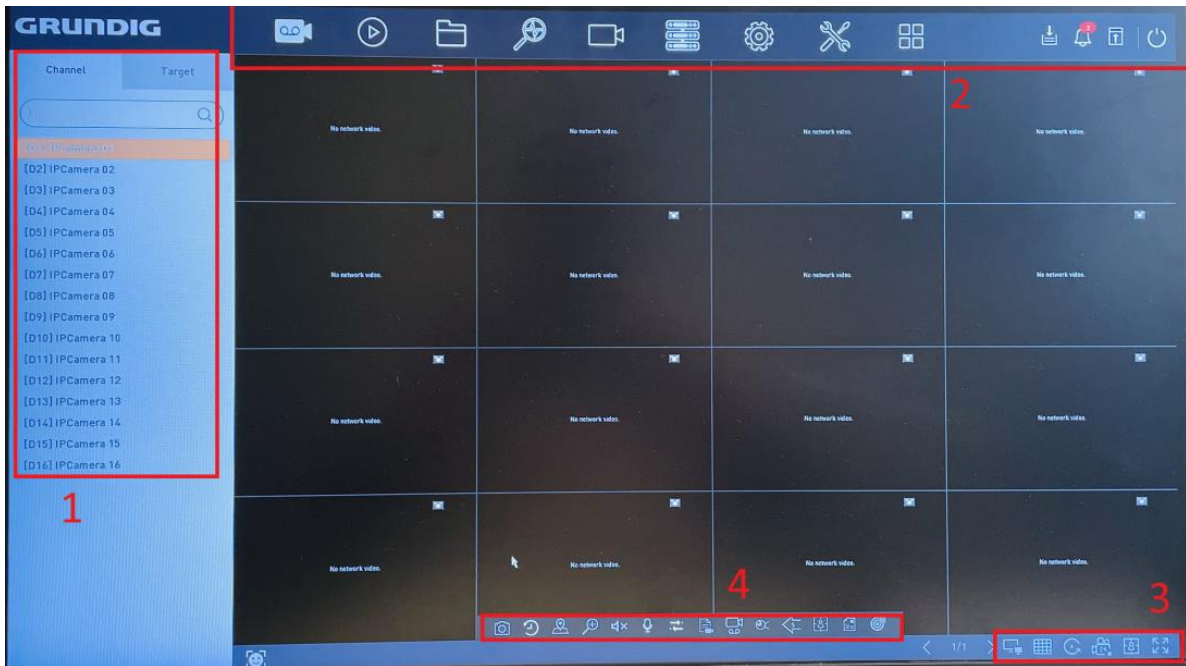 GRUNDIG
2
Channel Target
No network video. No network video. No network video. No network video.
[D1] IPCamera 01
[D2] IPCamera 02
[D3] IPCamera 03
[D4] IPCamera 04
[D5] IPCamera 05
[D6] IPCamera 06
[D7] IPCamera 07
[D8] IPCamera 08
[D9] IPCamera 09
[D10] IPCamera 10
[D11] IPCamera 11
[D12] IPCamera 12
[D13] IPCamera 13
[D14] IPCamera 14
[D15] IPCamera 15
[D16] IPCamera 16
No network video. No network video. No network video. No network video.
No network video. No network video. No network video. No network video.
No network video. No network video. No network video. No network video.
1/1
1
2
3
4